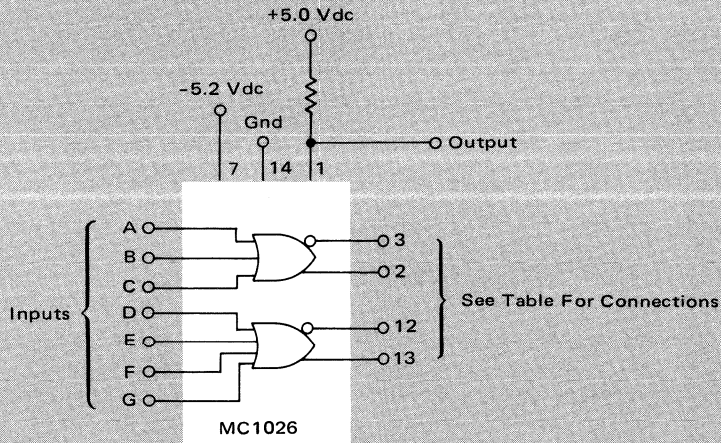 +5.0 Vdc
-5.2 Vdc
Gnd
Output
7
14
1
A
B
C
D
E
F
G
Inputs
3
2
12
13
See Table For Connections
MC1026